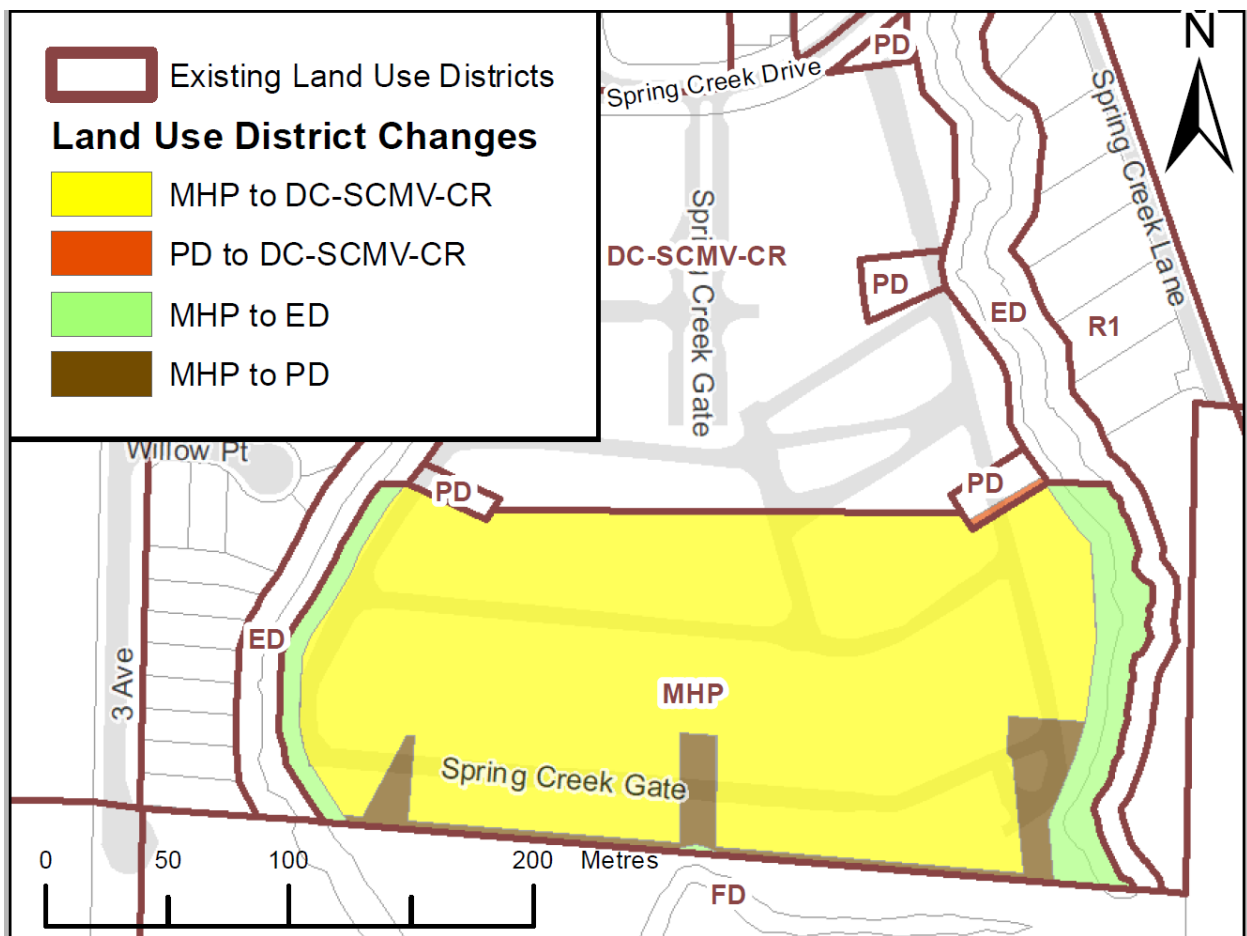 Existing Land Use Districts
Land Use District Changes
MHP to DC-SCMV-CR
PD to DC-SCMV-CR
MHP to ED
MHP to PD
N
PD
Spring Creek Drive
Spring Creek Lane
Spring Creek Gate
DC-SCMV-CR
PD
ED
R1
Willow Pt
PD
PD
ED
3 Ave
MHP
Spring Creek Gate
0 50 100 200 Metres
FD